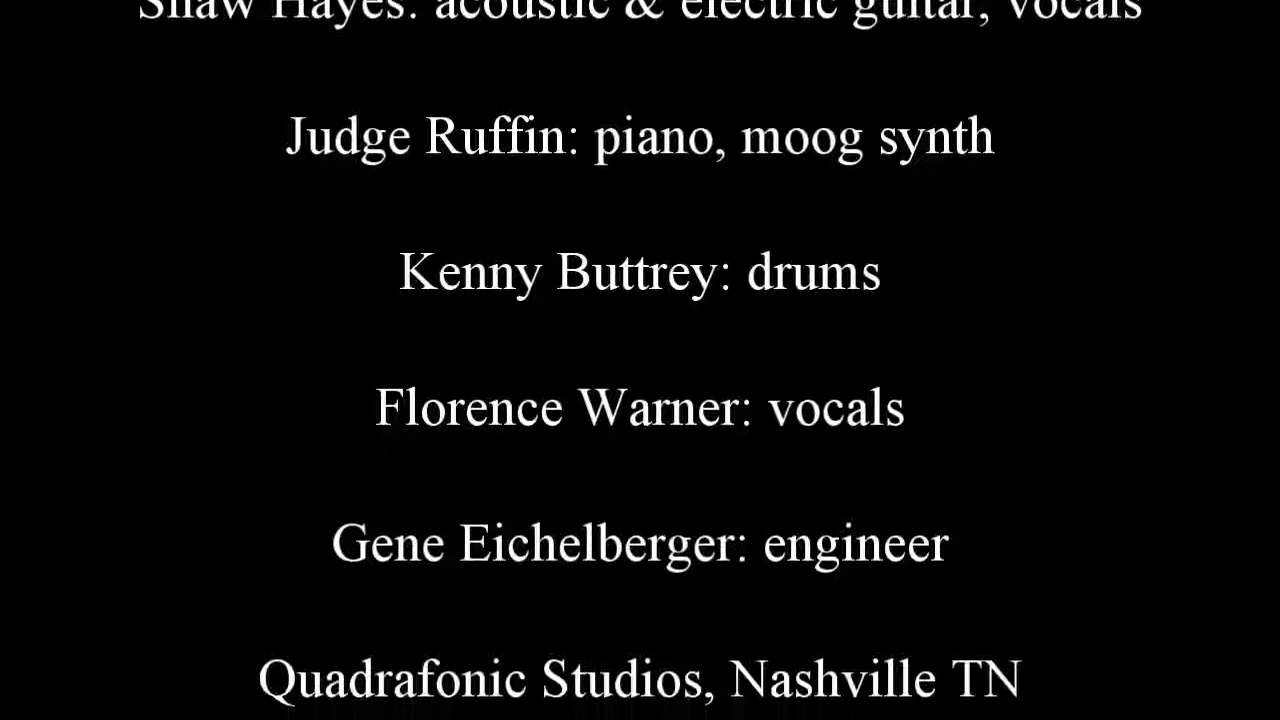 Shaw Hayes: acoustic & electric guitar, vocals
Judge Ruffin: piano, moog synth
Kenny Buttrey: drums
Florence Warner: vocals
Gene Eichelberger: engineer
Quadrafonic Studios, Nashville TN